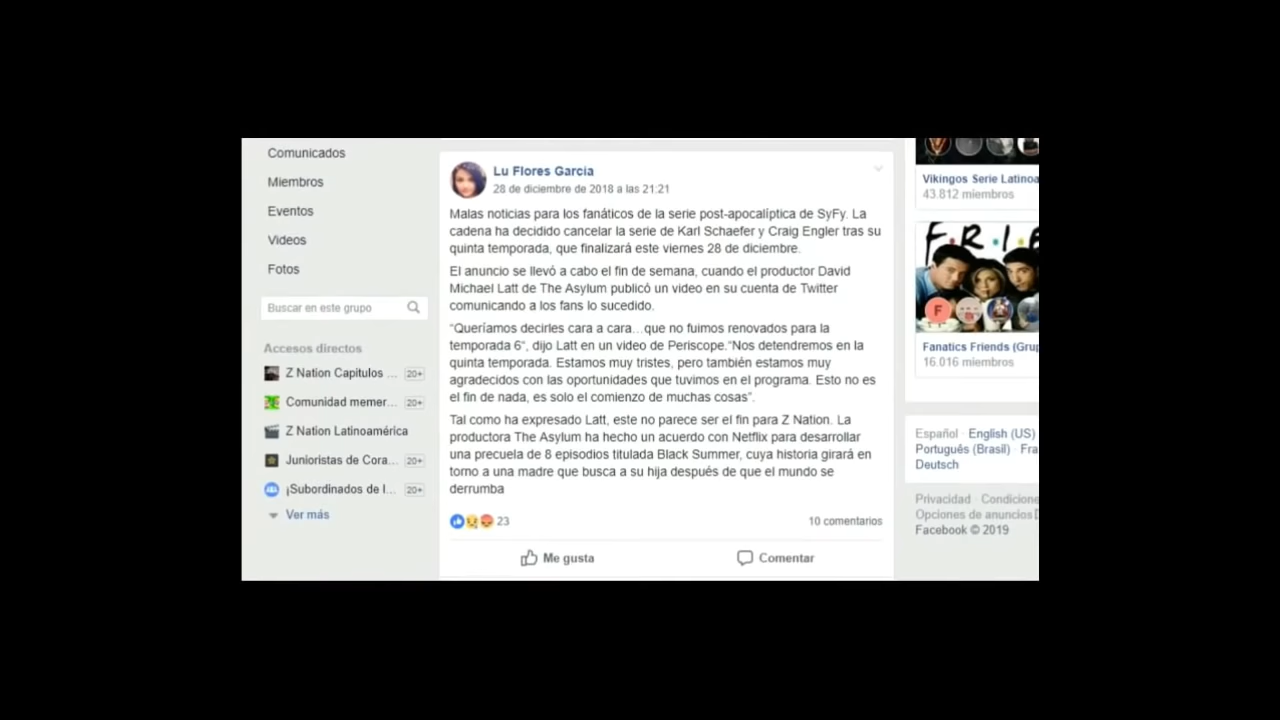 Comunicados
Miembros
Eventos
Videos
Fotos
Buscar en este grupo
Accesos directos
Z Nation Capitulos ... 20+
Comunidad memer... 20+
Z Nation Latinoamérica
Junioristas de Cora... 20+
¡Subordinados de l... 20+
Ver más
Lu Flores García
28 de diciembre de 2018 a las 21:21
Malas noticias para los fanáticos de la serie post-apocalíptica de SyFy. La
cadena ha decidido cancelar la serie de Karl Schaefer y Craig Engler tras su
quinta temporada, que finalizará este viernes 28 de diciembre.
El anuncio se llevó a cabo el fin de semana, cuando el productor David
Michael Latt de The Asylum publicó un video en su cuenta de Twitter
comunicando a los fans lo sucedido.
“Queríamos decirles cara a cara…que no fuimos renovados para la
temporada 6“, dijo Latt en un video de Periscope.“Nos detendremos en la
quinta temporada. Estamos muy tristes, pero también estamos muy
agradecidos con las oportunidades que tuvimos en el programa. Esto no es
el fin de nada, es solo el comienzo de muchas cosas”.
Tal como ha expresado Latt, este no parece ser el fin para Z Nation. La
productora The Asylum ha hecho un acuerdo con Netflix para desarrollar
una precuela de 8 episodios titulada Black Summer, cuya historia girará en
torno a una madre que busca a su hija después de que el mundo se
derrumba
23
10 comentarios
Me gusta
Comentar
Vikingos Serie Latinoa
43.812 miembros
F.R.I.
F
Fanatics Friends (Grup
16.016 miembros
Español · English (US)
Português (Brasil) · Fra
Deutsch
Privacidad · Condicione
Opciones de anuncios
Facebook © 2019